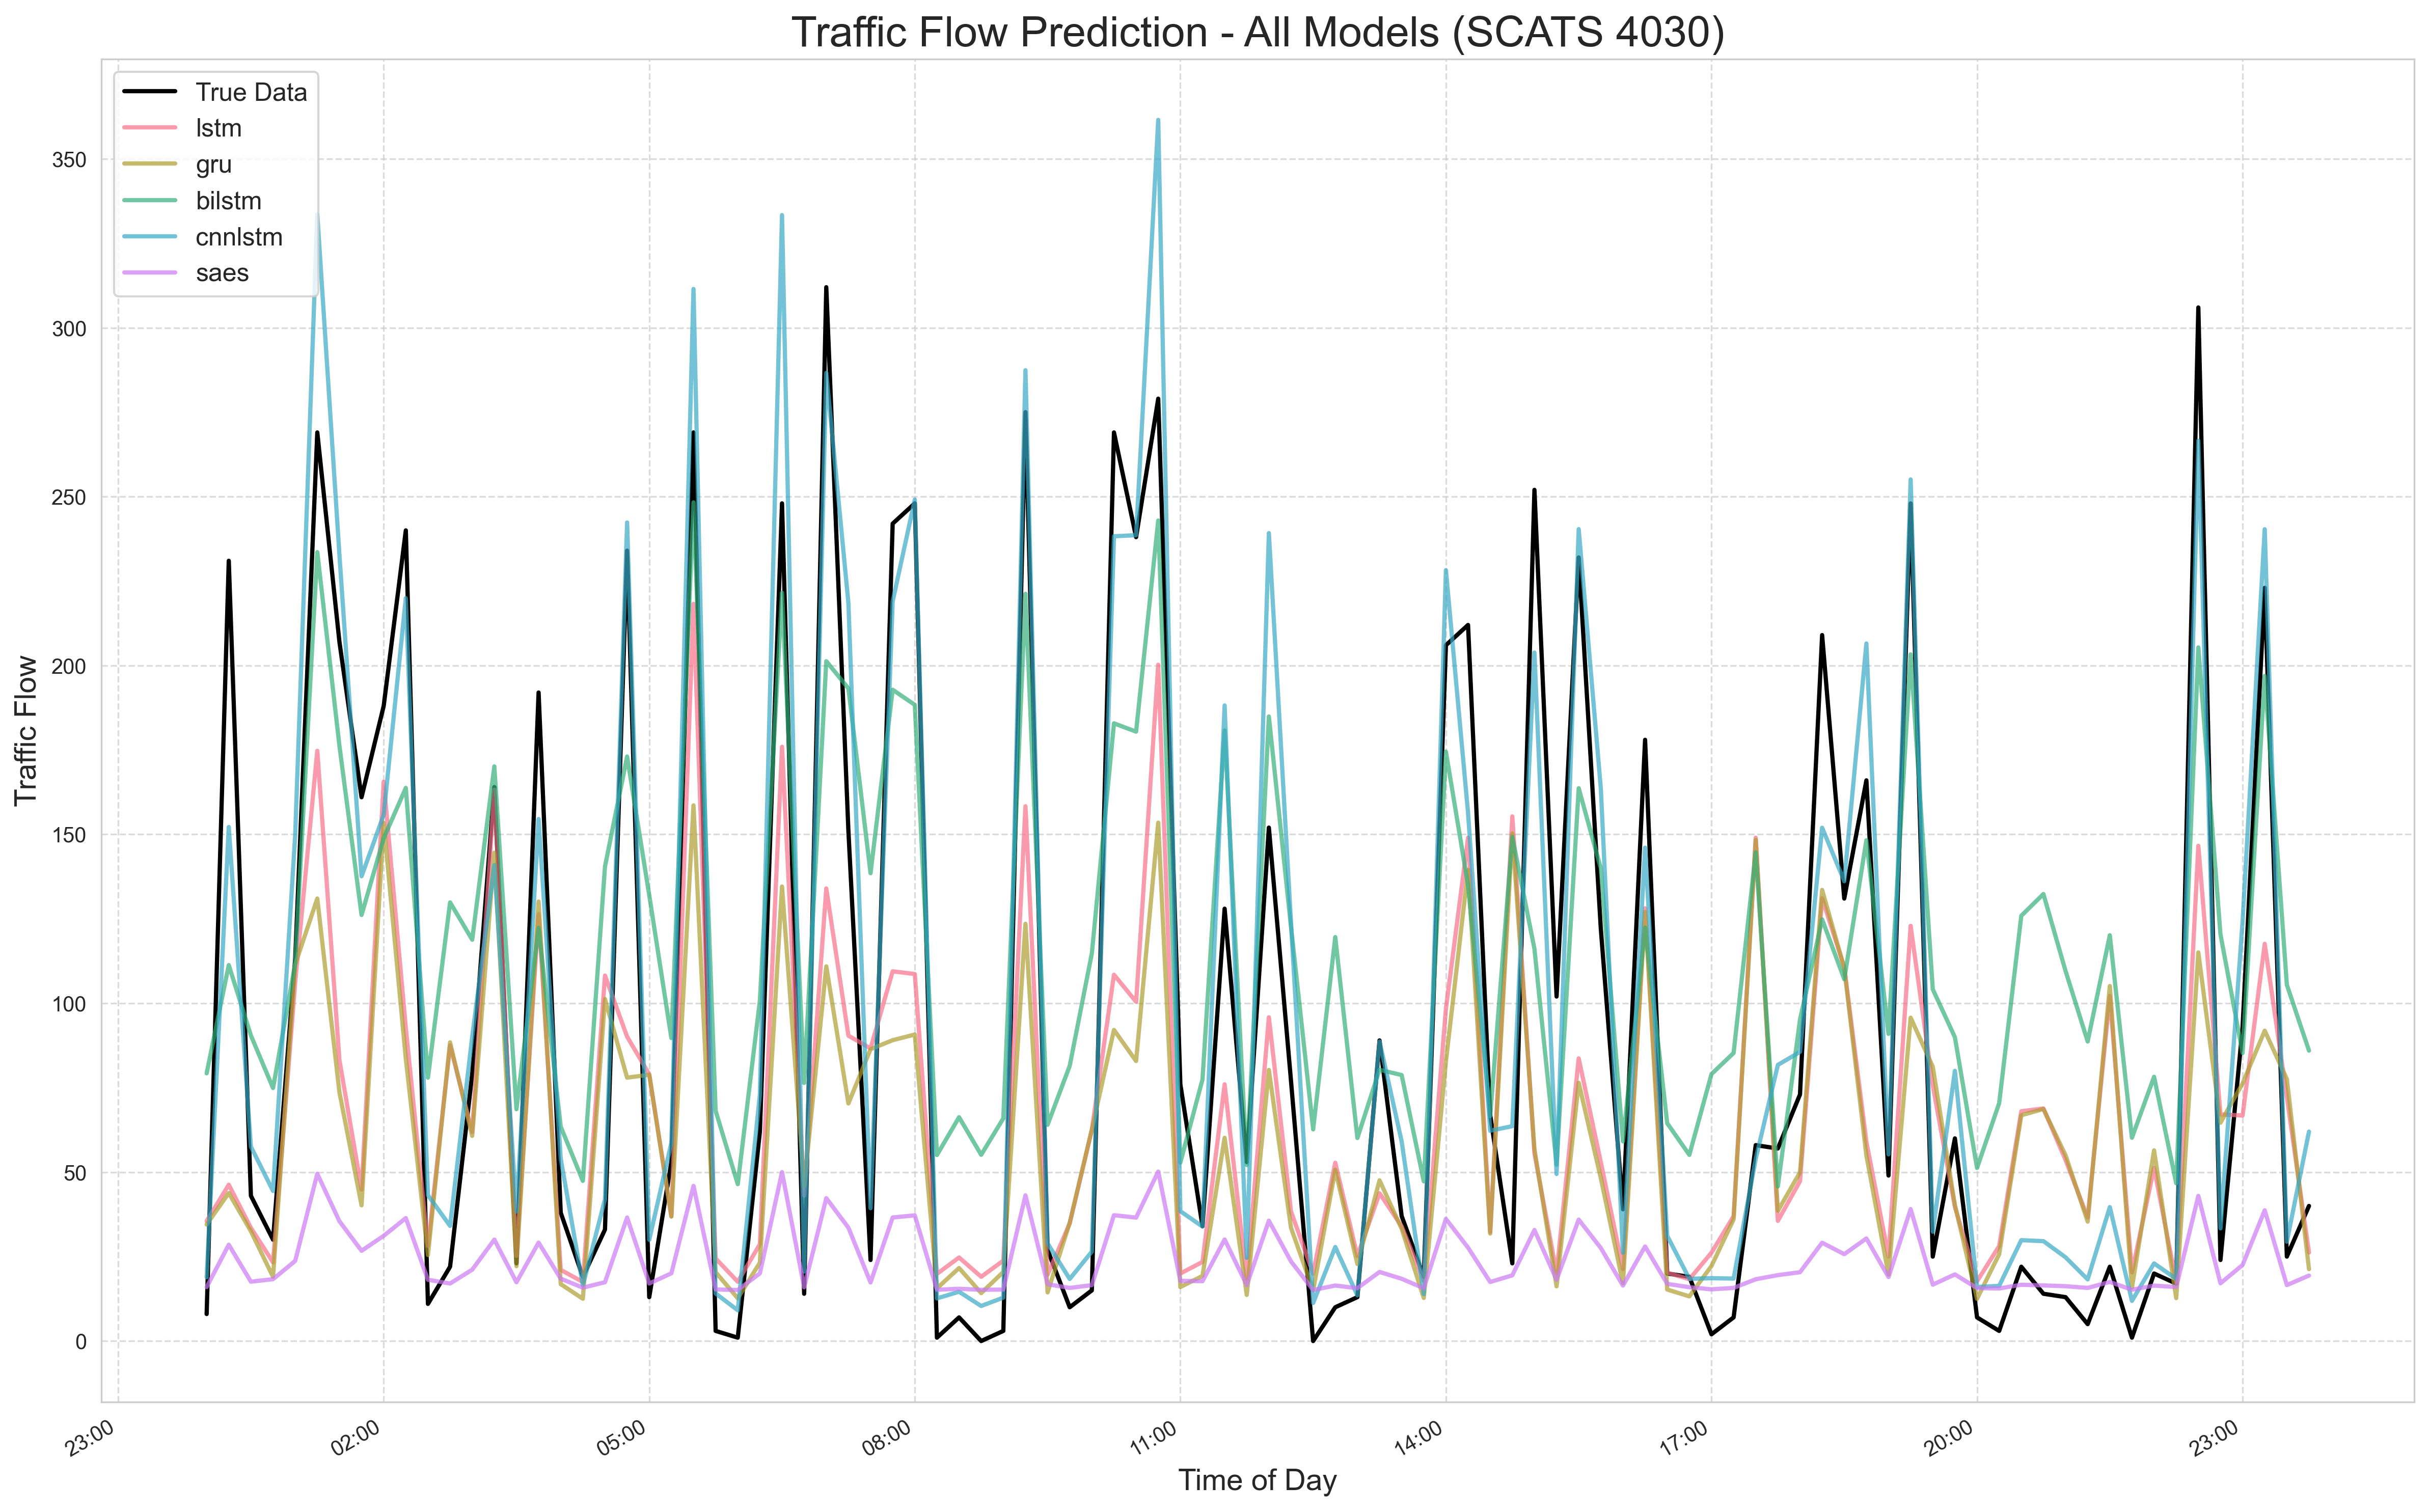 Traffic Flow Prediction - All Models (SCATS 4030)
True Data
lstm
gru
bilstm
cnnlstm
saes
Traffic Flow
350
300
250
200
150
100
50
0
23:00
02:00
05:00
08:00
11:00
14:00
17:00
20:00
23:00
Time of Day